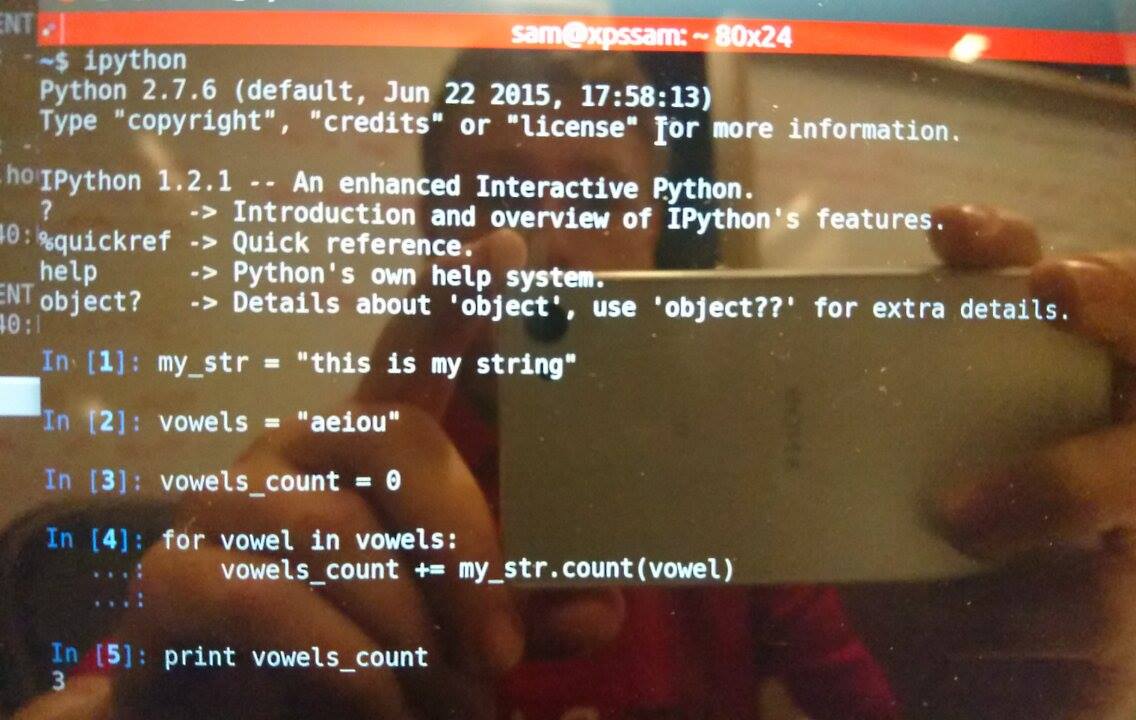 sam@xpssam: ~ 80x24
~$ ipython
Python 2.7.6 (default, Jun 22 2015, 17:58:13)
Type "copyright", "credits" or "license" for more information.
IPython 1.2.1 -- An enhanced Interactive Python.
?         -> Introduction and overview of IPython's features.
%quickref -> Quick reference.
help      -> Python's own help system.
object?   -> Details about 'object', use 'object??' for extra details.
In [1]: my_str = "this is my string"
In [2]: vowels = "aeiou"
In [3]: vowels_count = 0
In [4]: for vowel in vowels:
   ...:     vowels_count += my_str.count(vowel)
   ...:
In [5]: print vowels_count
3
ENT
ho
40:
ENT
40:
SONY